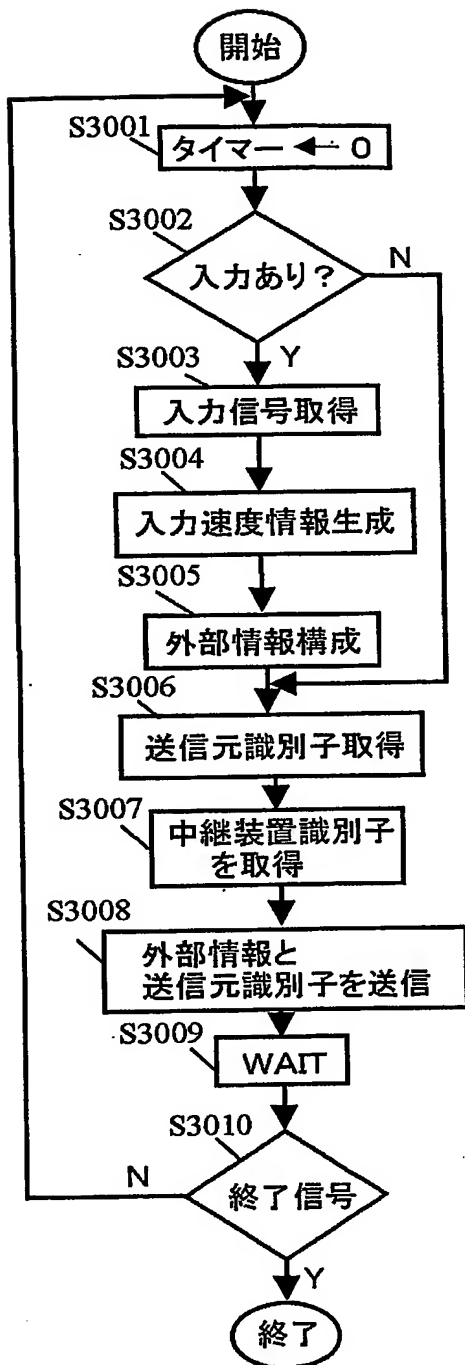 開始
S3001
タイマー ← 0
S3002
入力あり?
N
Y
S3003
入力信号取得
S3004
入力速度情報生成
S3005
外部情報構成
S3006
送信元識別子取得
S3007
中継装置識別子
を取得
S3008
外部情報と
送信元識別子を送信
S3009
WAIT
S3010
終了信号
N
Y
終了